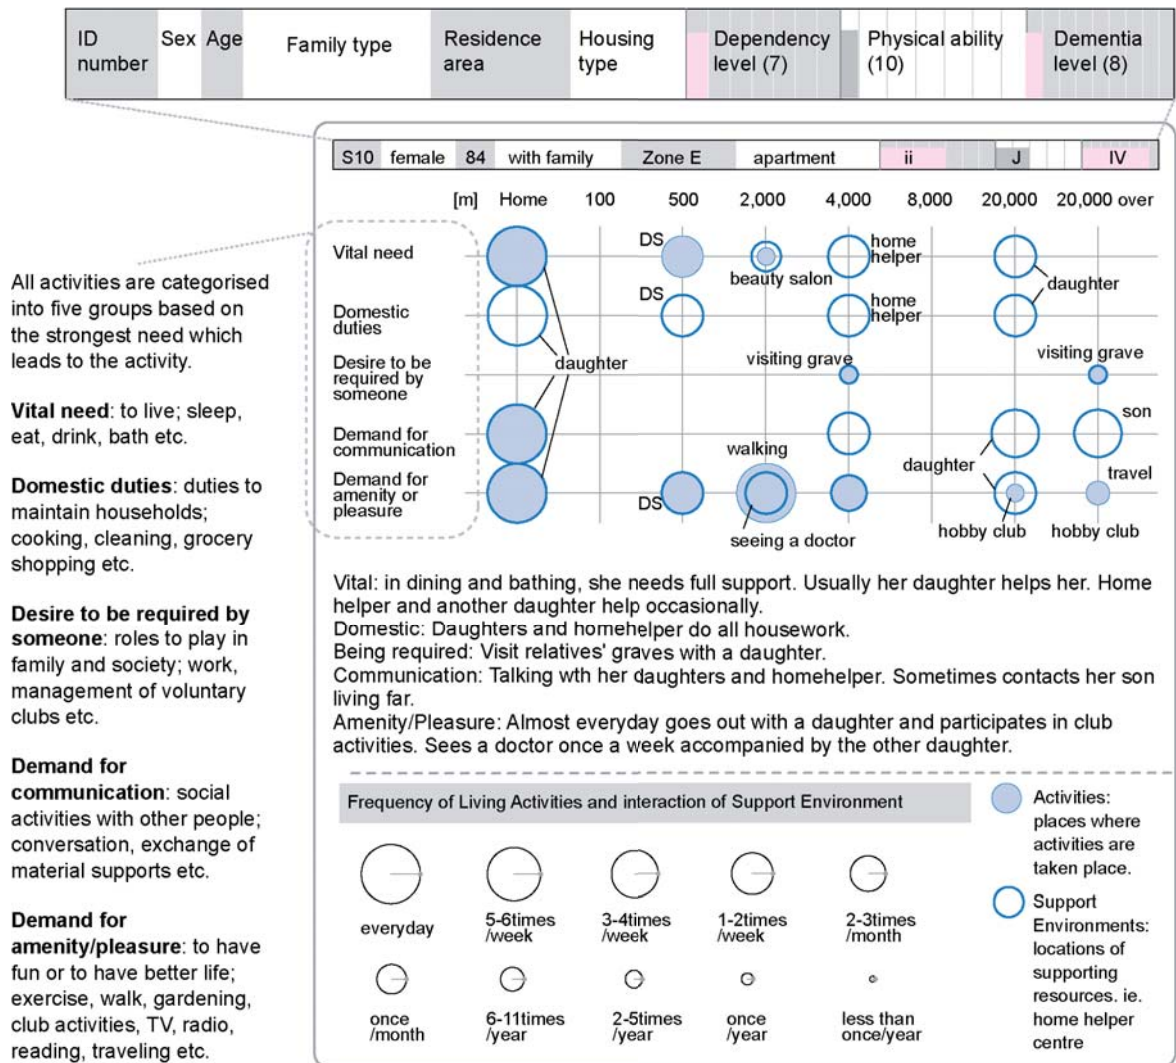 ID number
Sex
Age
Family type
Residence area
Housing type
Dependency level (7)
Physical ability (10)
Dementia level (8)
S10 female 84 with family Zone E apartment ii J IV
[m] Home 100 500 2,000 4,000 8,000 20,000 20,000 over
Vital need
DS
beauty salon
home
helper
daughter
Domestic
duties
DS
home
helper
daughter
Desire to be
required by
someone
visiting grave
visiting grave
Demand for
communication
son
daughter
Demand for
amenity or
pleasure
DS
walking
seeing a doctor
hobby club
travel
hobby club
All activities are categorised
into five groups based on
the strongest need which
leads to the activity.
Vital need: to live; sleep,
eat, drink, bath etc.
Domestic duties: duties to
maintain households;
cooking, cleaning, grocery
shopping etc.
Desire to be required by
someone: roles to play in
family and society; work,
management of voluntary
clubs etc.
Demand for
communication: social
activities with other people;
conversation, exchange of
material supports etc.
Demand for
amenity/pleasure: to have
fun or to have better life;
exercise, walk, gardening,
club activities, TV, radio,
reading, traveling etc.
Vital: in dining and bathing, she needs full support. Usually her daughter helps her. Home
helper and another daughter help occasionally.
Domestic: Daughters and homehelper do all housework.
Being required: Visit relatives' graves with a daughter.
Communication: Talking wth her daughters and homehelper. Sometimes contacts her son
living far.
Amenity/Pleasure: Almost everyday goes out with a daughter and participates in club
activities. Sees a doctor once a week accompanied by the other daughter.
Frequency of Living Activities and interaction of Support Environment
everyday
5-6times
/week
3-4times
/week
1-2times
/week
2-3times
/month
once
/month
6-11times
/year
2-5times
/year
once
/year
less than
once/year
Activities:
places where
activities are
taken place.
Support
Environments:
locations of
supporting
resources. ie.
home helper
centre